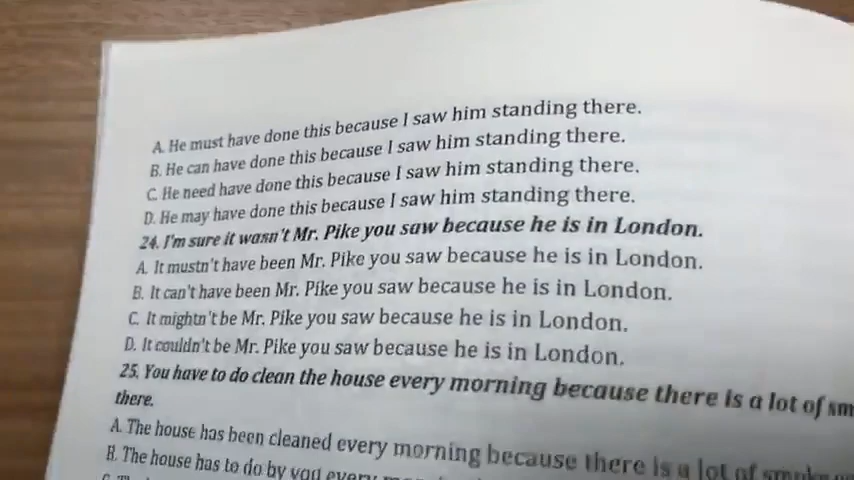 A. He must have done this because I saw him standing there.
B. He can have done this because I saw him standing there.
C. He need have done this because I saw him standing there.
D. He may have done this because I saw him standing there.
24. I'm sure it wasn't Mr. Pike you saw because he is in London.
A. It mustn't have been Mr. Pike you saw because he is in London.
B. It can't have been Mr. Pike you saw because he is in London.
C. It mightn't be Mr. Pike you saw because he is in London.
D. It couldn't be Mr. Pike you saw because he is in London.
25. You have to do clean the house every morning because there is a lot of sm
there.
A. The house has been cleaned every morning because there is a lot of smoke
B. The house has to do by you every